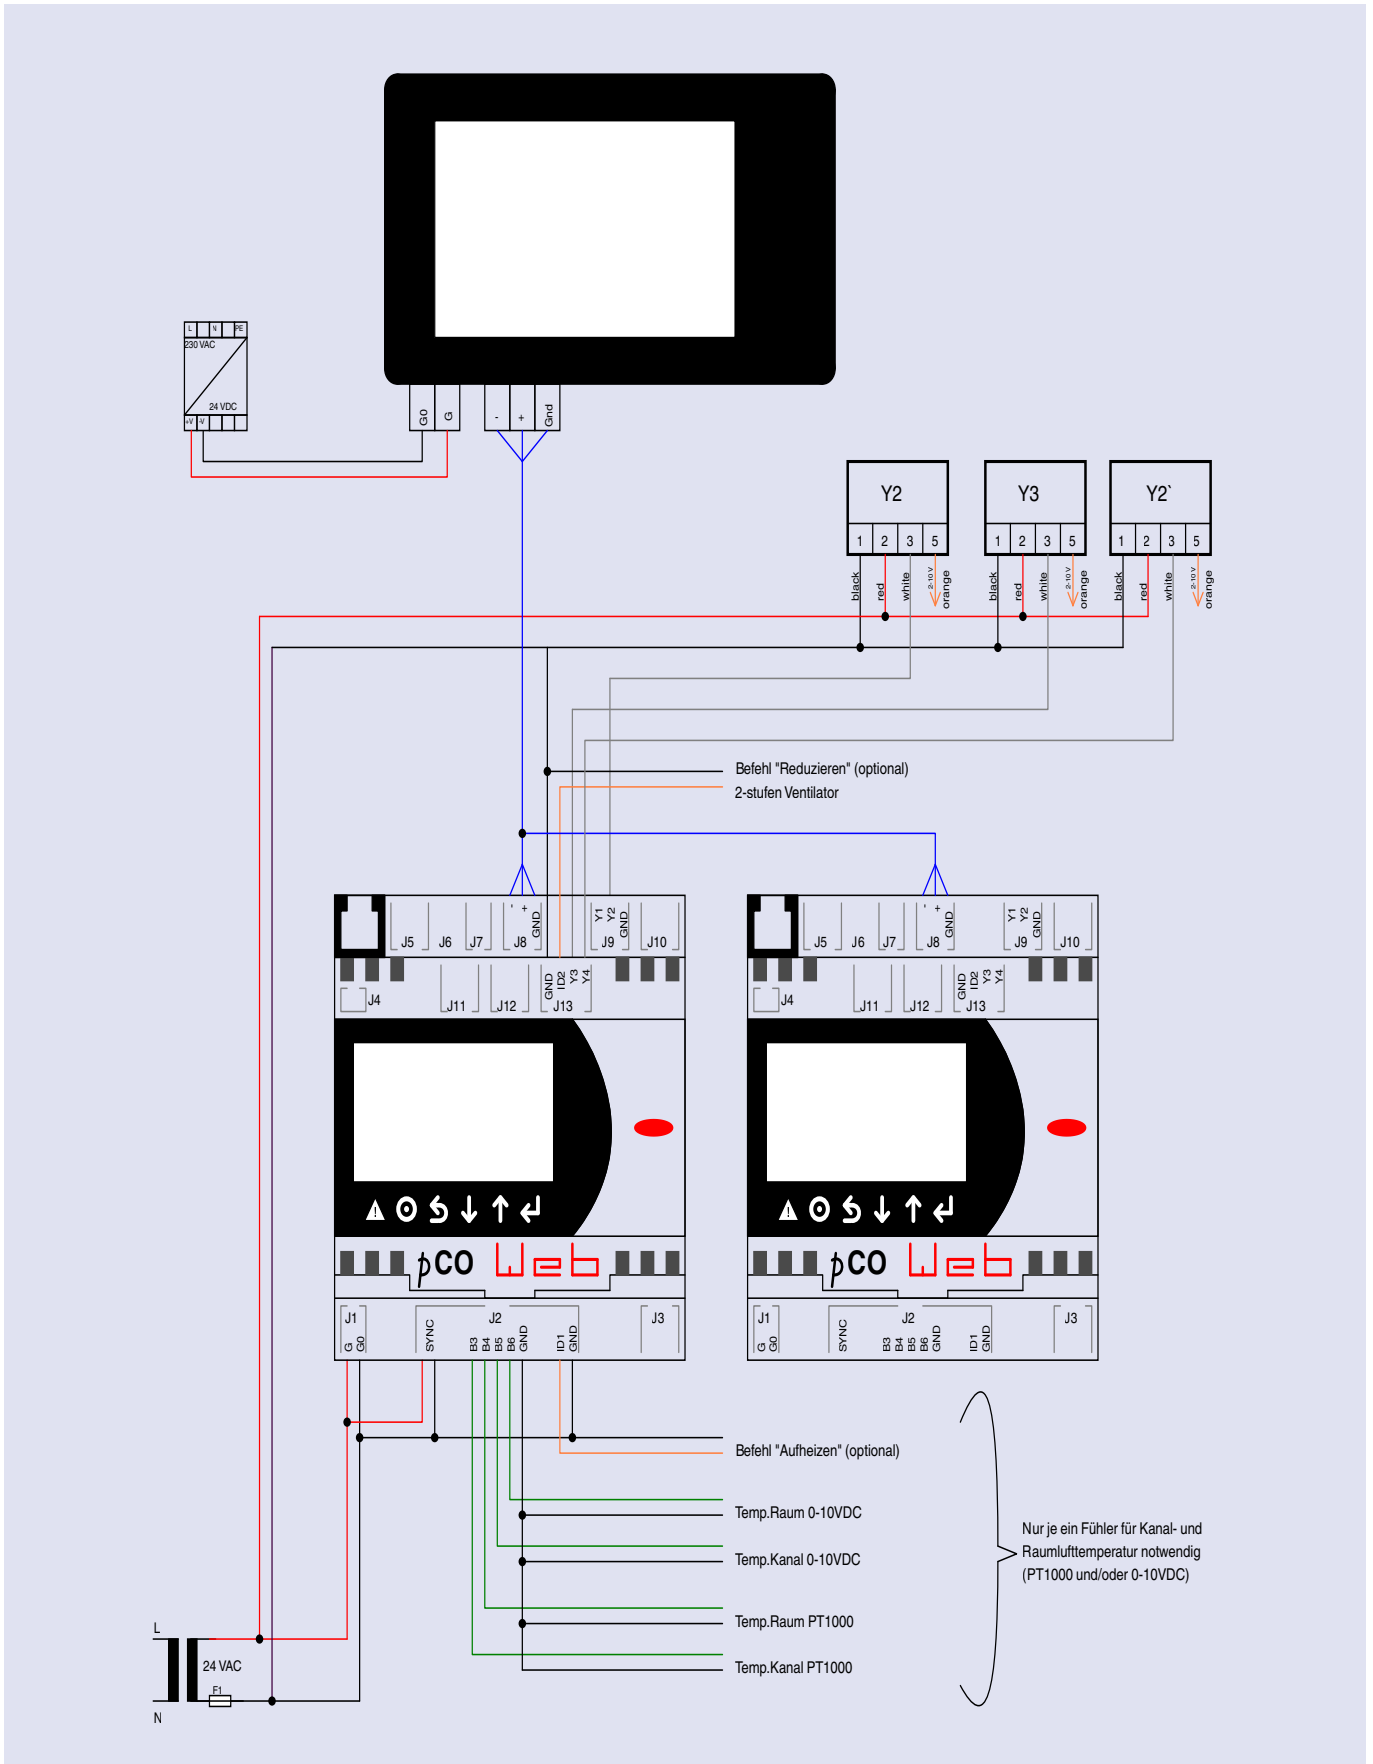 L N PE
230 VAC
24 VDC
+V -V
G0 G - + Gnd
Y2 Y3 Y2`
1 2 3 5 1 2 3 5 1 2 3 5
black red white 2-10 V orange black red white 2-10 V orange black red white 2-10 V orange
Befehl "Reduzieren" (optional)
2-stufen Ventilator
' + GND Y1 Y2 GND ' + GND Y1 Y2 GND
J5 J6 J7 J8 J9 J10 J5 J6 J7 J8 J9 J10
GND ID2 Y3 Y4 GND ID2 Y3 Y4
J4 J11 J12 J13 J4 J11 J12 J13
pCO Web pCO Web
J1 J2 J3 J1 J2 J3
G G0 SYNC B3 B4 B5 B6 GND ID1 GND G G0 SYNC B3 B4 B5 B6 GND ID1 GND
Befehl "Aufheizen" (optional)
Temp.Raum 0-10VDC
Temp.Kanal 0-10VDC
Temp.Raum PT1000
Temp.Kanal PT1000
Nur je ein Fühler für Kanal- und
Raumlufttemperatur notwendig
(PT1000 und/oder 0-10VDC)
L
24 VAC
F1
N